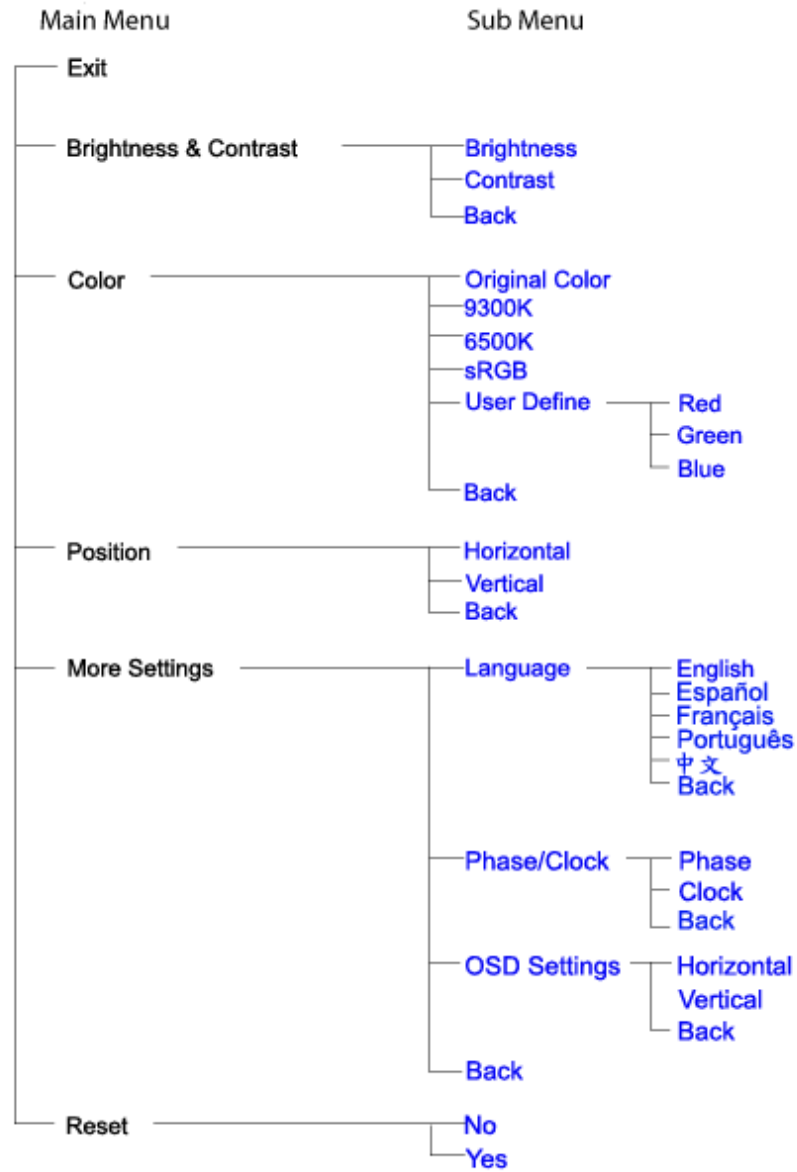 Main Menu Sub Menu
Exit
Brightness & Contrast Brightness
Contrast
Back
Color Original Color
9300K
6500K
sRGB
User Define Red
Green
Blue
Back
Position Horizontal
Vertical
Back
More Settings Language English
Español
Français
Português
中文
Back
Phase/Clock Phase
Clock
Back
OSD Settings Horizontal
Vertical
Back
Back
Reset No
Yes